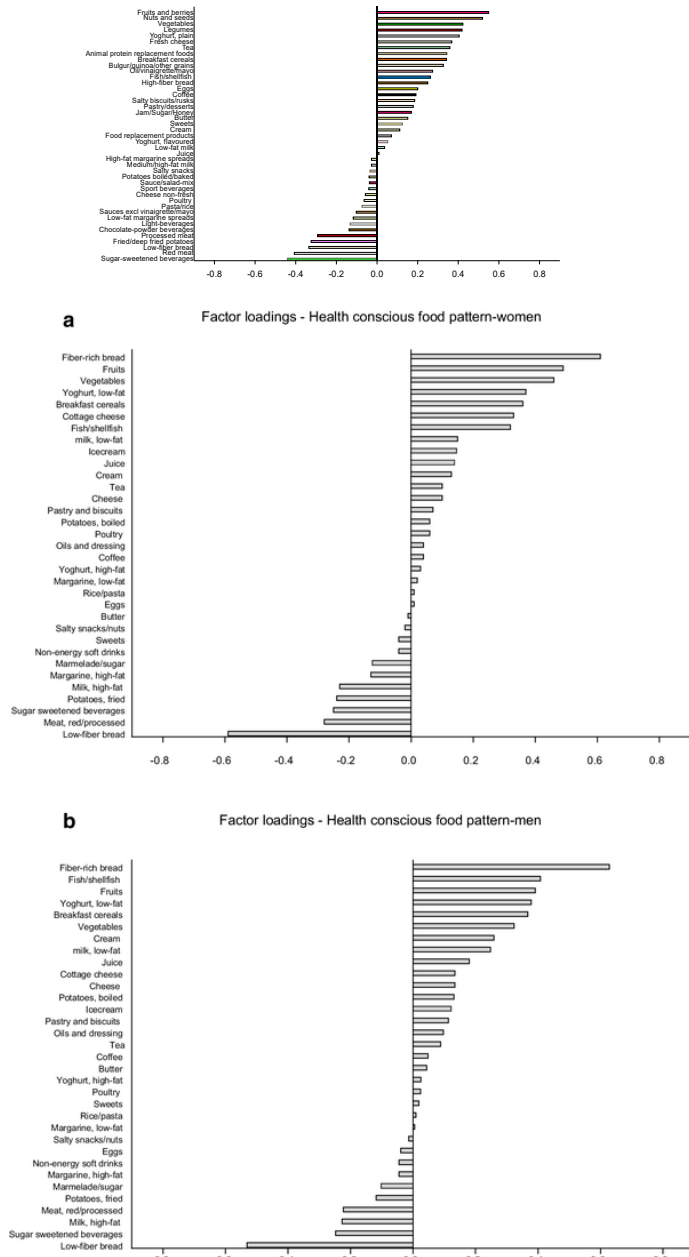 Fruits and berries
Nuts and seeds
Vegetables
Legumes
Yoghurt, plain
Fresh cheese
Tea
Animal protein replacement foods
Breakfast cereals
Bulgur/quinoa/other grains
Oil/vinaigrette/mayo
Fish/shellfish
High-fiber bread
Eggs
Coffee
Salty biscuits/rusks
Pastry/desserts
Jam/Sugar/Honey
Butter
Sweets
Cream
Food replacement products
Yoghurt, flavoured
Low-fat milk
Juice
High-fat margarine spreads
Medium/high-fat milk
Salty snacks
Potatoes boiled/baked
Sauce/salad-mix
Sport beverages
Cheese non-fresh
Poultry
Pasta/rice
Sauces excl vinaigrette/mayo
Low-fat margarine spreads
Light-beverages
Chocolate-powder beverages
Processed meat
Fried/deep fried potatoes
Low-fiber bread
Red meat
Sugar-sweetened beverages
-0.8 -0.6 -0.4 -0.2 0.0 0.2 0.4 0.6 0.8
a Factor loadings - Health conscious food pattern-women
Fiber-rich bread
Fruits
Vegetables
Yoghurt, low-fat
Breakfast cereals
Cottage cheese
Fish/shellfish
milk, low-fat
Icecream
Juice
Cream
Tea
Cheese
Pastry and biscuits
Potatoes, boiled
Poultry
Oils and dressing
Coffee
Yoghurt, high-fat
Margarine, low-fat
Rice/pasta
Eggs
Butter
Salty snacks/nuts
Sweets
Non-energy soft drinks
Marmelade/sugar
Margarine, high-fat
Milk, high-fat
Potatoes, fried
Sugar sweetened beverages
Meat, red/processed
Low-fiber bread
-0.8 -0.6 -0.4 -0.2 0.0 0.2 0.4 0.6 0.8
b Factor loadings - Health conscious food pattern-men
Fiber-rich bread
Fish/shellfish
Fruits
Yoghurt, low-fat
Breakfast cereals
Vegetables
Cream
milk, low-fat
Juice
Cottage cheese
Cheese
Potatoes, boiled
Icecream
Pastry and biscuits
Oils and dressing
Tea
Coffee
Butter
Yoghurt, high-fat
Poultry
Sweets
Rice/pasta
Margarine, low-fat
Salty snacks/nuts
Eggs
Non-energy soft drinks
Margarine, high-fat
Marmelade/sugar
Potatoes, fried
Meat, red/processed
Milk, high-fat
Sugar sweetened beverages
Low-fiber bread